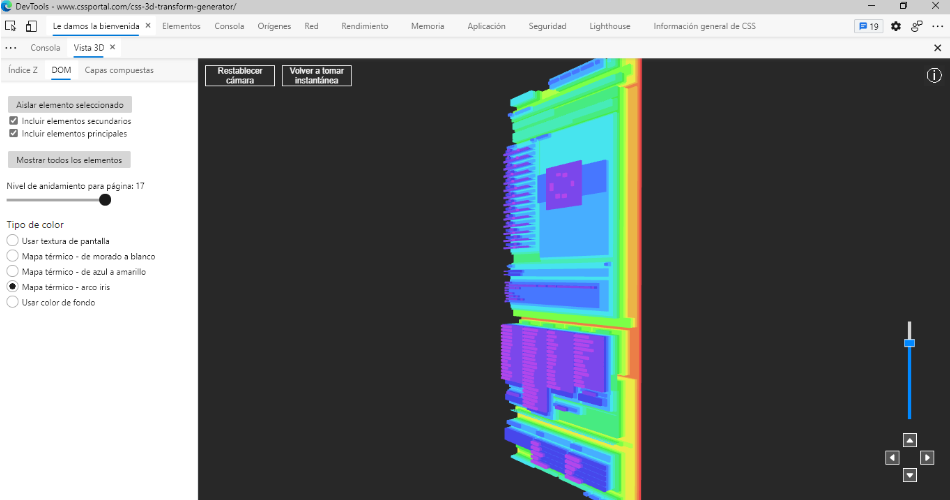 DevTools - www.cssportal.com/css-3d-transform-generator/
Le damos la bienvenida Elementos Consola Orígenes Red Rendimiento Memoria Aplicación Seguridad Lighthouse Información general de CSS 19
Consola Vista 3D
Índice Z DOM Capas compuestas
Restablecer cámara
Volver a tomar instantánea
Aislar elemento seleccionado
Incluir elementos secundarios
Incluir elementos principales
Mostrar todos los elementos
Nivel de anidamiento para página: 17
Tipo de color
Usar textura de pantalla
Mapa térmico - de morado a blanco
Mapa térmico - de azul a amarillo
Mapa térmico - arco iris
Usar color de fondo